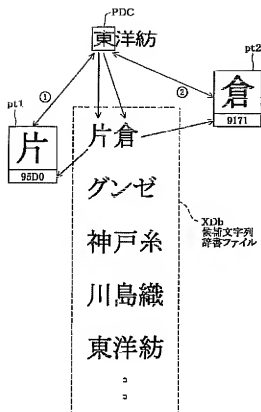 PDC
東洋紡
pt2
pt1
①
②
倉
9171
片
95D0
片倉
グンゼ
神戸糸
川島織
東洋紡
XDb
候補文字列
辞書ファイル